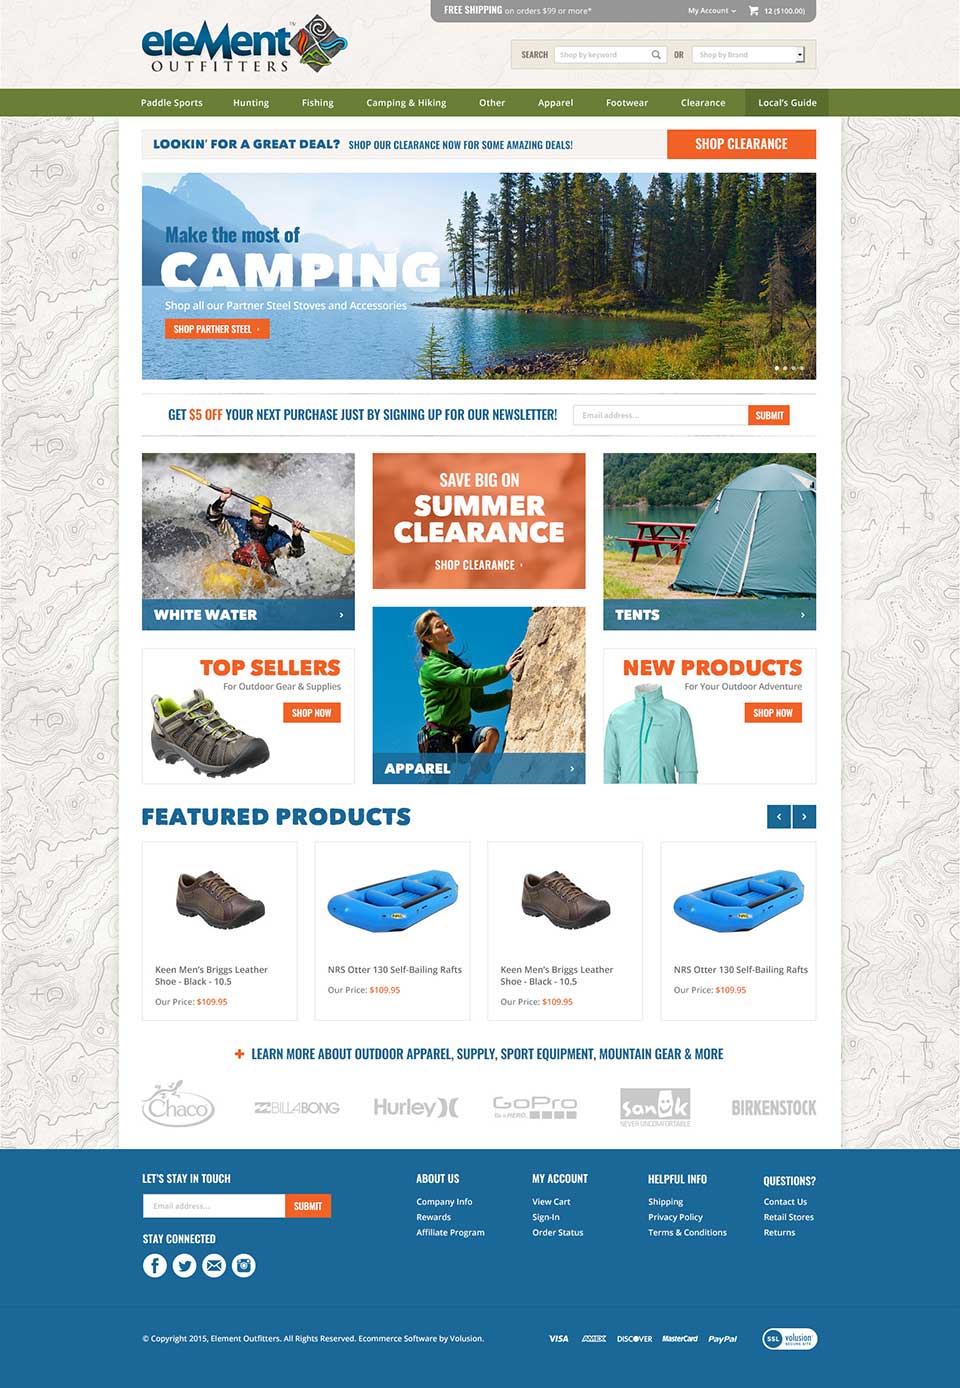 FREE SHIPPING on orders $99 or more*
My Account
12 ($100.00)
eleMent
OUTFITTERS
SEARCH
Shop by keyword
OR
Shop by Brand
Paddle Sports
Hunting
Fishing
Camping & Hiking
Other
Apparel
Footwear
Clearance
Local's Guide
LOOKIN' FOR A GREAT DEAL? SHOP OUR CLEARANCE NOW FOR SOME AMAZING DEALS!
SHOP CLEARANCE
Make the most of
CAMPING
Shop all our Partner Steel Stoves and Accessories
SHOP PARTNER STEEL
GET $5 OFF YOUR NEXT PURCHASE JUST BY SIGNING UP FOR OUR NEWSLETTER!
Email address...
SUBMIT
WHITE WATER
SAVE BIG ON
SUMMER
CLEARANCE
SHOP CLEARANCE
TENTS
TOP SELLERS
For Outdoor Gear & Supplies
SHOP NOW
APPAREL
NEW PRODUCTS
For Your Outdoor Adventure
SHOP NOW
FEATURED PRODUCTS
Keen Men's Briggs Leather
Shoe - Black - 10.5
Our Price: $109.95
NRS Otter 130 Self-Bailing Rafts
Our Price: $109.95
Keen Men's Briggs Leather
Shoe - Black - 10.5
Our Price: $109.95
NRS Otter 130 Self-Bailing Rafts
Our Price: $109.95
LEARN MORE ABOUT OUTDOOR APPAREL, SUPPLY, SPORT EQUIPMENT, MOUNTAIN GEAR & MORE
Chaco
BILLABONG
Hurley
GoPro
Be a HERO.
sanuk
NEVER UNCOMFORTABLE
BIRKENSTOCK
LET'S STAY IN TOUCH
Email address...
SUBMIT
STAY CONNECTED
ABOUT US
Company Info
Rewards
Affiliate Program
MY ACCOUNT
View Cart
Sign-In
Order Status
HELPFUL INFO
Shipping
Privacy Policy
Terms & Conditions
QUESTIONS?
Contact Us
Retail Stores
Returns
© Copyright 2015, Element Outfitters. All Rights Reserved. Ecommerce Software by Volusion.
VISA
AMEX
DISCOVER
MasterCard
PayPal
SSL
volusion
SECURE SITE